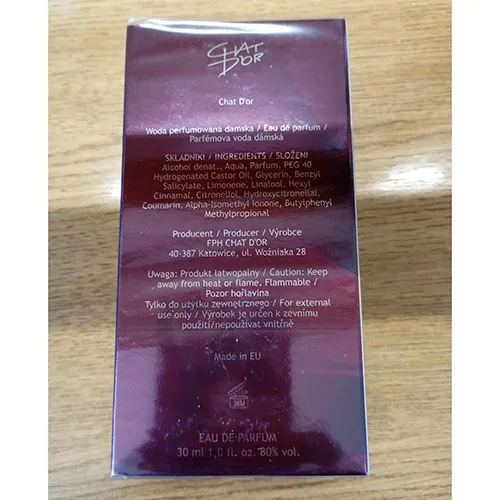 CHAT
D'OR
Chat D'or
Woda perfumowana damska / Eau de parfum /
Parfémova voda dámská
SKŁADNIKI / INGREDIENTS / SLOŽENI
Alcohol denat., Aqua, Parfum, PEG 40
Hydrogenated Castor Oil, Glycerin, Benzyl
Salicylate, Limonene, Linalool, Hexyl
Cinnamal, Citronellol, Hydroxycitronellal,
Coumarin, Alpha-Isomethyl Ionone, Butylphenyl
Methylpropional
Producent / Producer / Výrobce
FPH CHAT D'OR
40-387 Katowice, ul. Woźniaka 28
Uwaga: Produkt łatwopalny / Caution: Keep
away from heat or flame. Flammable /
Pozor hořlavina
Tylko do użytku zewnętrznego / For external
use only / Výrobek je určen k zevnímu
použití/nepoužívat vnitřně
Made in EU
36M
EAU DE PARFUM
30 ml 1,0 fl. oz. 80% vol.